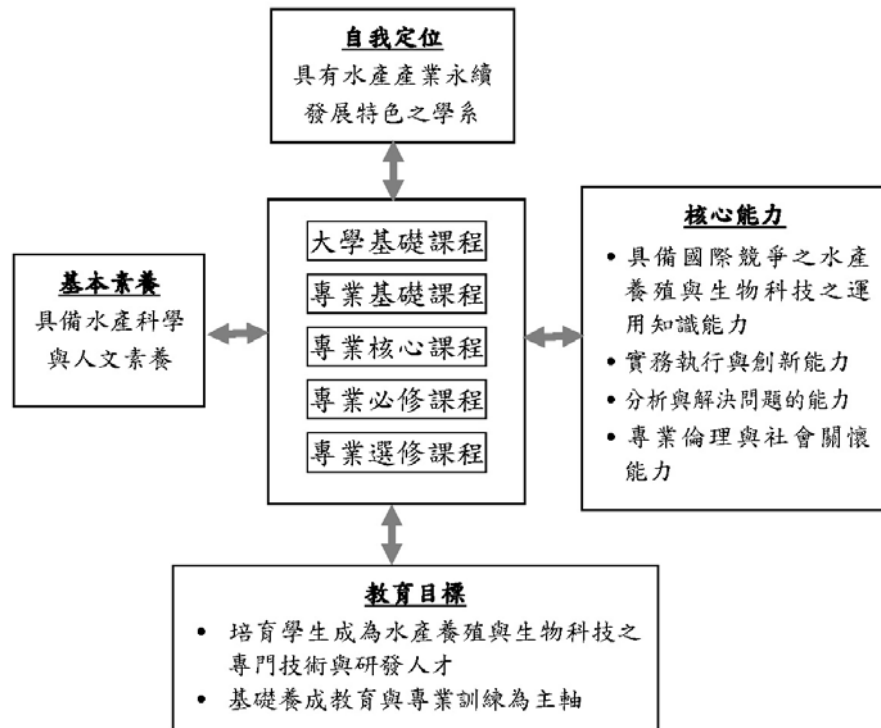 自我定位
具有水產產業永續
發展特色之學系
基本素養
具備水產科學
與人文素養
大學基礎課程
專業基礎課程
專業核心課程
專業必修課程
專業選修課程
核心能力
• 具備國際競爭之水產
養殖與生物科技之運
用知識能力
• 實務執行與創新能力
• 分析與解決問題的能力
• 專業倫理與社會關懷
能力
教育目標
• 培育學生成為水產養殖與生物科技之
專門技術與研發人才
• 基礎養成教育與專業訓練為主軸